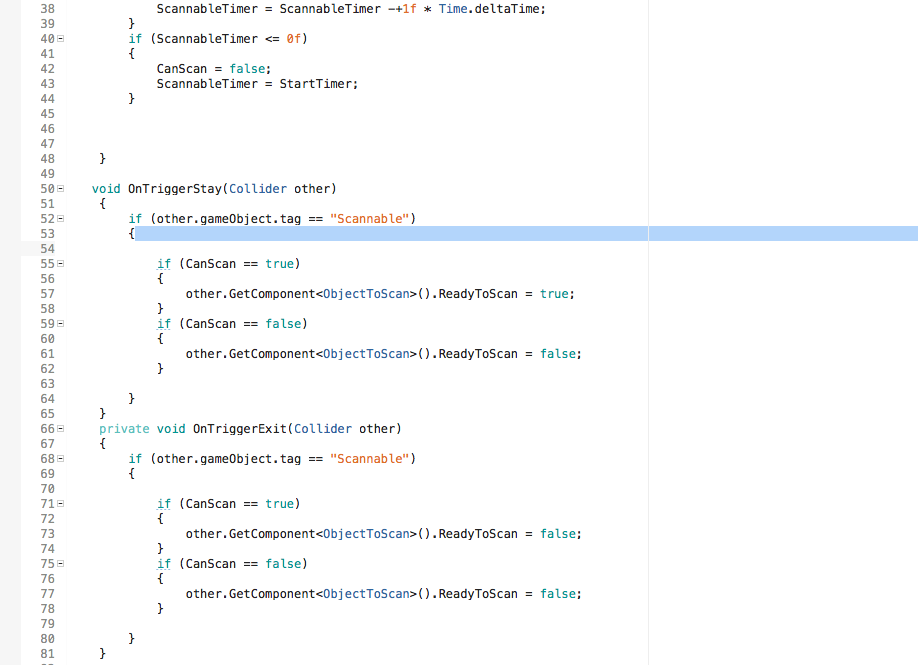 38 ScannableTimer = ScannableTimer -+1f * Time.deltaTime;
39 }
40 if (ScannableTimer <= 0f)
41 {
42 CanScan = false;
43 ScannableTimer = StartTimer;
44 }
45
46
47
48 }
49
50 void OnTriggerStay(Collider other)
51 {
52 if (other.gameObject.tag == "Scannable")
53 {
54
55 if (CanScan == true)
56 {
57 other.GetComponent<ObjectToScan>().ReadyToScan = true;
58 }
59 if (CanScan == false)
60 {
61 other.GetComponent<ObjectToScan>().ReadyToScan = false;
62 }
63
64 }
65 }
66 private void OnTriggerExit(Collider other)
67 {
68 if (other.gameObject.tag == "Scannable")
69 {
70
71 if (CanScan == true)
72 {
73 other.GetComponent<ObjectToScan>().ReadyToScan = false;
74 }
75 if (CanScan == false)
76 {
77 other.GetComponent<ObjectToScan>().ReadyToScan = false;
78 }
79
80 }
81 }